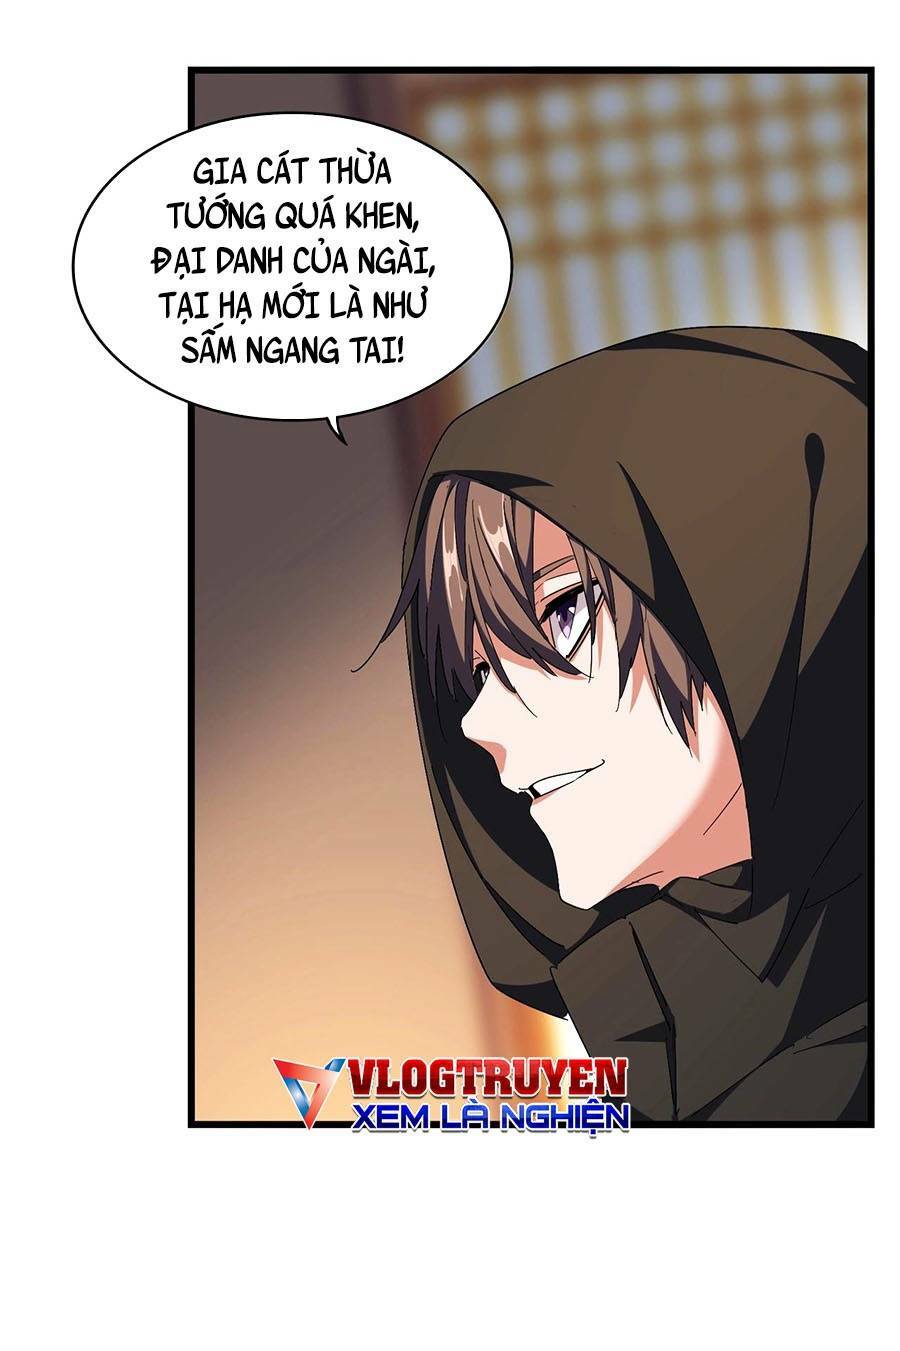 GIA CÁT THỪA
TƯỚNG QUÁ KHEN,
ĐẠI DANH CỦA NGÀI,
TẠI HẠ MỚI LÀ NHƯ
SẤM NGANG TAI!
VLOGTRUYEN
XEM LÀ NGHIỆN